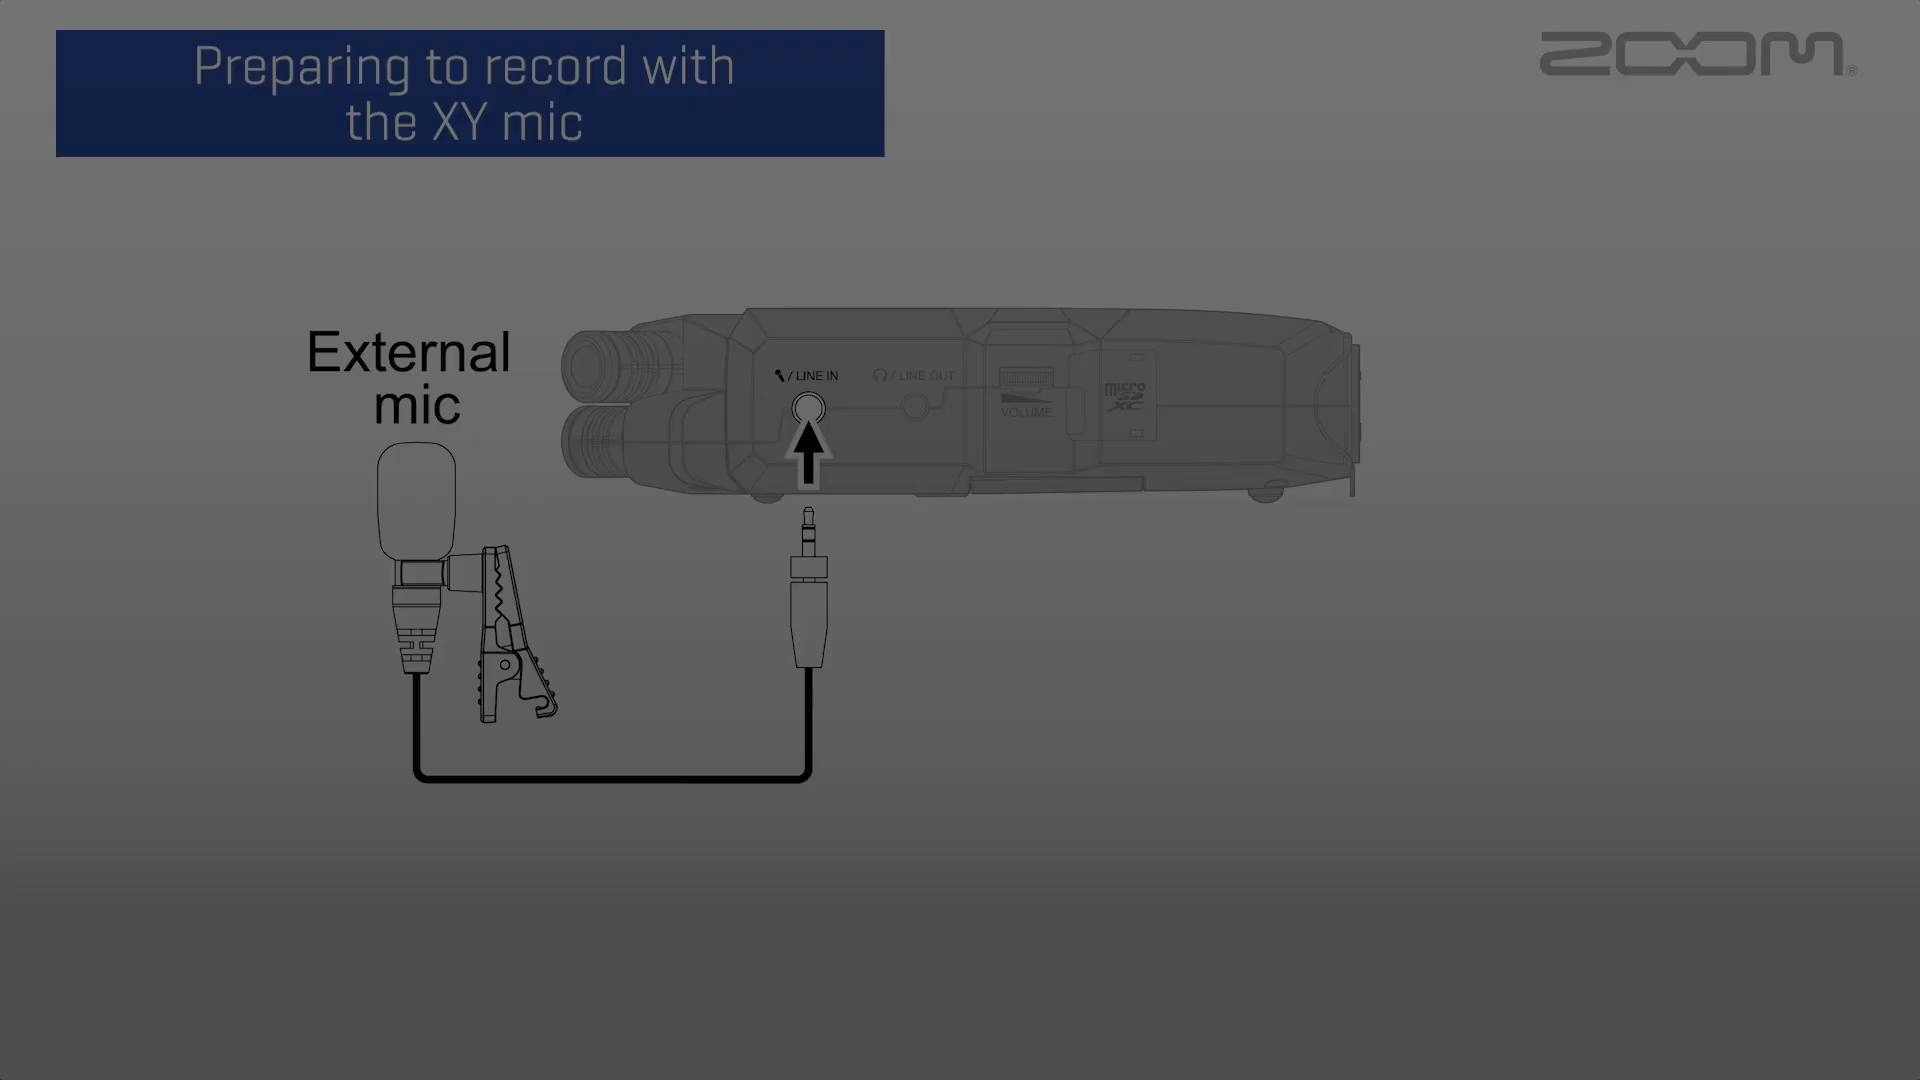 Preparing to record with
the XY mic
ZOOM®
External
mic
/ LINE IN
/ LINE OUT
VOLUME
micro
SD
XC